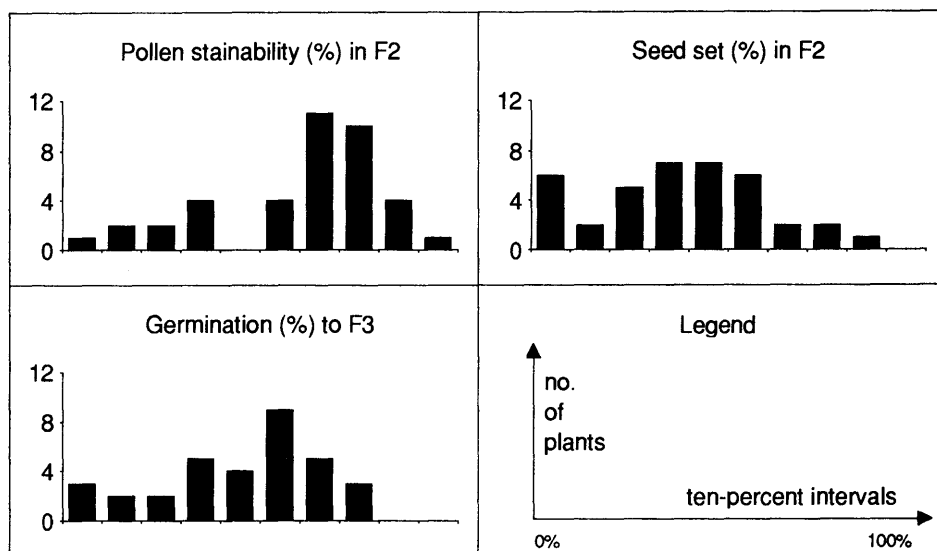 Pollen stainability (%) in F2
12
8
4
0
Seed set (%) in F2
12
8
4
0
Germination (%) to F3
12
8
4
0
Legend
no.
of
plants
ten-percent intervals
0% 100%